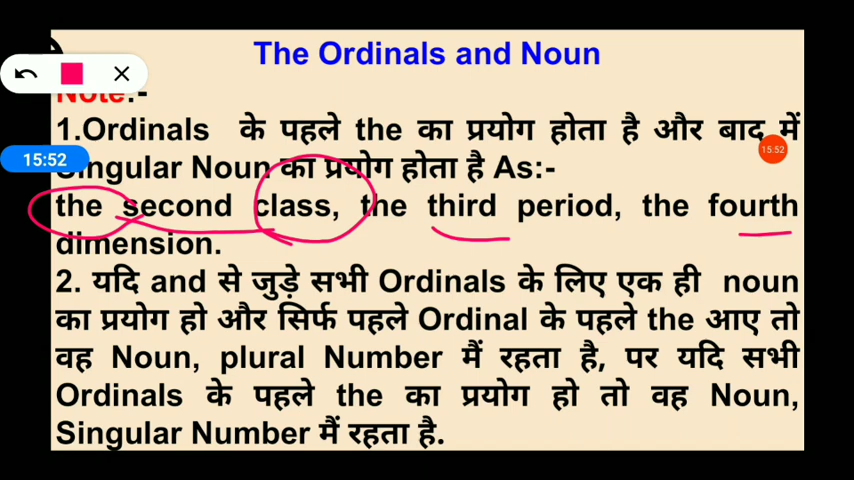 The Ordinals and Noun
Note:-
1.Ordinals के पहले the का प्रयोग होता है और बाद में
15:52
15:52
Singular Noun का प्रयोग होता है As:-
the second class, the third period, the fourth
dimension.
2. यदि and से जुड़े सभी Ordinals के लिए एक ही noun
का प्रयोग हो और सिर्फ पहले Ordinal के पहले the आए तो
वह Noun, plural Number मैं रहता है, पर यदि सभी
Ordinals के पहले the का प्रयोग हो तो वह Noun,
Singular Number मैं रहता है.